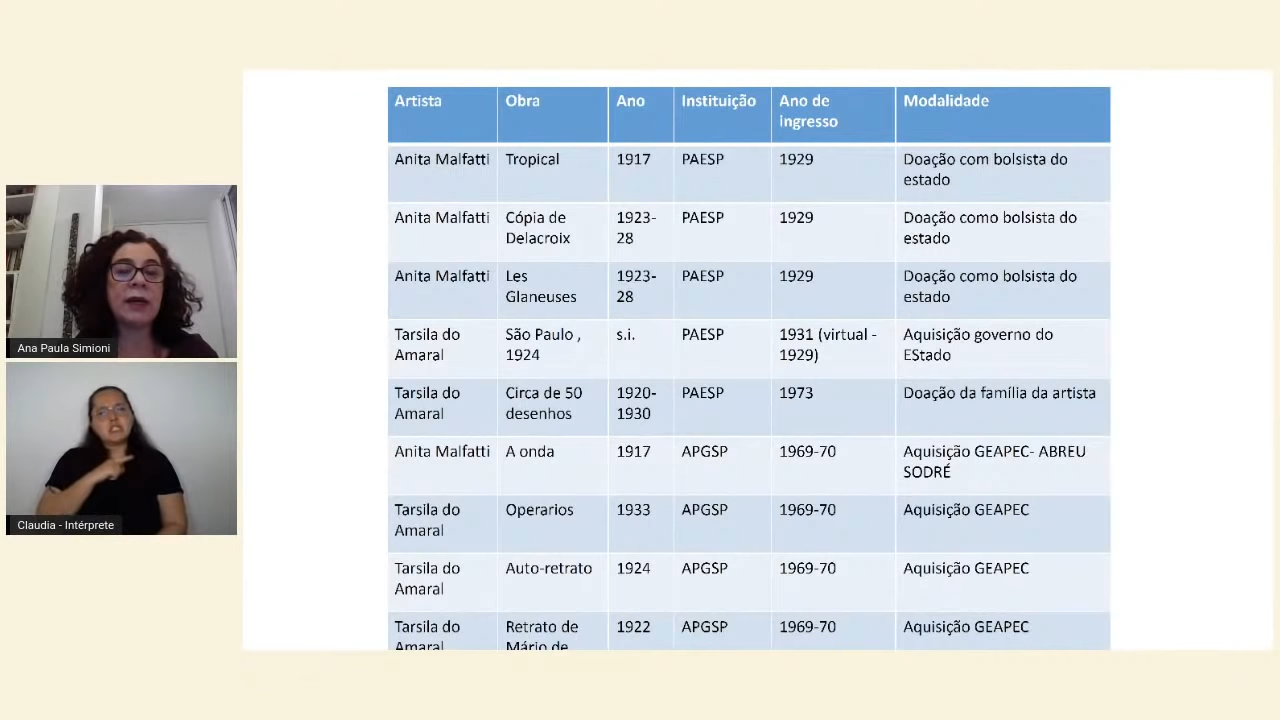 Artista Obra Ano Instituição Ano de
ingresso Modalidade
Anita Malfatti Tropical 1917 PAESP 1929 Doação com bolsista do
estado
Anita Malfatti Cópia de 1923- PAESP 1929 Doação como bolsista do
Delacroix 28 estado
Anita Malfatti Les 1923- PAESP 1929 Doação como bolsista do
Glaneuses 28 estado
Tarsila do São Paulo , s.i. PAESP 1931 (virtual - Aquisição governo do
Amaral 1924 1929) EStado
Tarsila do Circa de 50 1920- PAESP 1973 Doação da família da artista
Amaral desenhos 1930
Anita Malfatti A onda 1917 APGSP 1969-70 Aquisição GEAPEC- ABREU
SODRÉ
Tarsila do Operarios 1933 APGSP 1969-70 Aquisição GEAPEC
Amaral
Tarsila do Auto-retrato 1924 APGSP 1969-70 Aquisição GEAPEC
Amaral
Tarsila do Retrato de 1922 APGSP 1969-70 Aquisição GEAPEC
Amaral Mário de
Ana Paula Simioni
Claudia - Intérprete